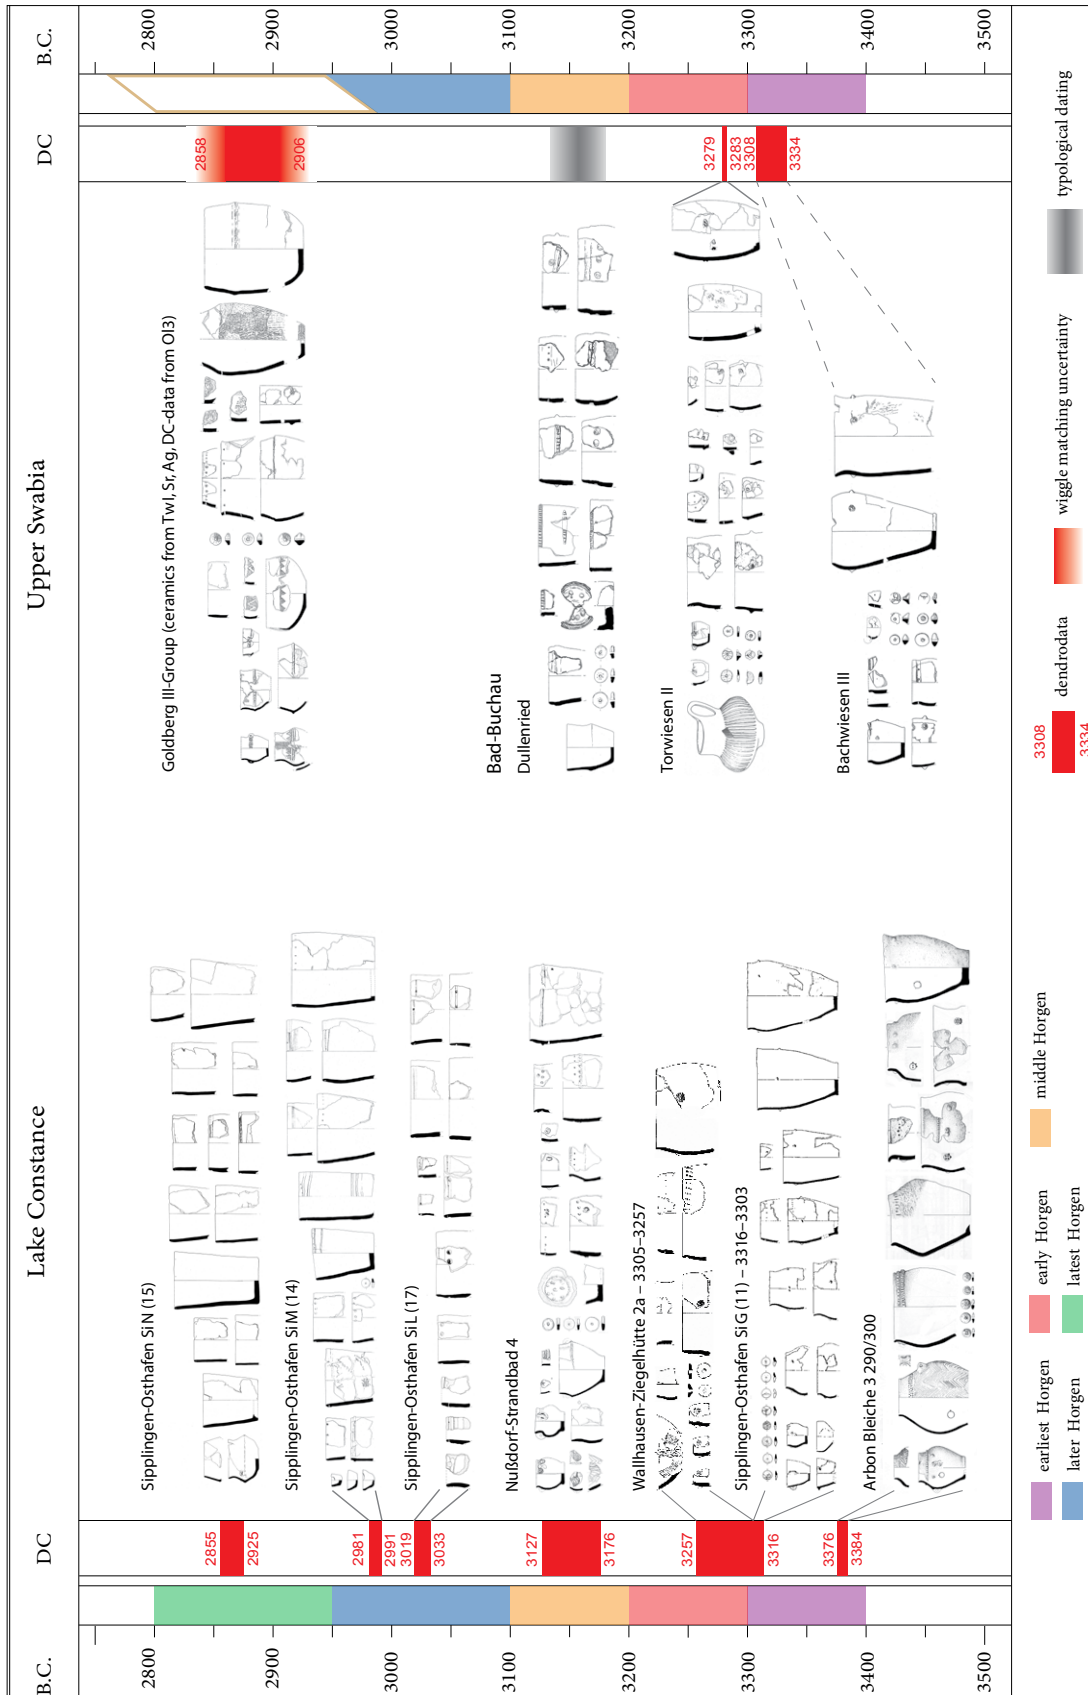 Lake Constance
Upper Swabia
B.C.
DC
DC
B.C.
2800
2900
3000
3100
3200
3300
3400
3500
2855
2925
2981
2991
3019
3033
3127
3176
3257
3316
3376
3384
Sipplingen-Osthafen Si N (15)
Sipplingen-Osthafen Si M (14)
Sipplingen-Osthafen Si L (17)
Nußdorf-Strandbad 4
Wallhausen-Ziegelhütte 2a – 3305–3257
Sipplingen-Osthafen Si G (11) – 3316–3303
Arbon Bleiche 3 290/300
Goldberg III-Group (ceramics from Twl, Sr, Ag, DC-data from Ol3)
Bad-Buchau
Dullenried
Torwiesen II
Bachwiesen III
2858
2906
3279
3283
3308
3334
2800
2900
3000
3100
3200
3300
3400
3500
earliest Horgen
early Horgen
middle Horgen
later Horgen
latest Horgen
3308
3334
dendrodata
wiggle matching uncertainty
typological dating